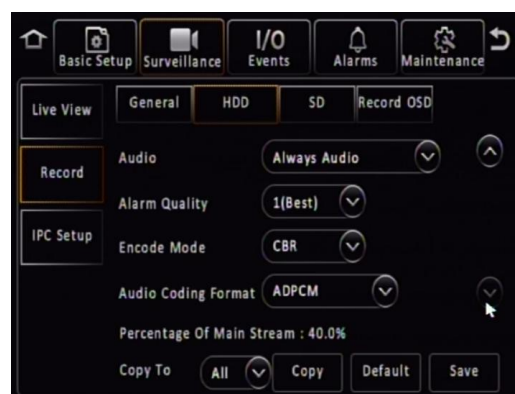 Basic Setup Surveillance I/O Events Alarms Maintenance
General HDD SD Record OSD
Live View
Record
IPC Setup
Audio Always Audio
Alarm Quality 1(Best)
Encode Mode CBR
Audio Coding Format ADPCM
Percentage Of Main Stream : 40.0%
Copy To All Copy Default Save